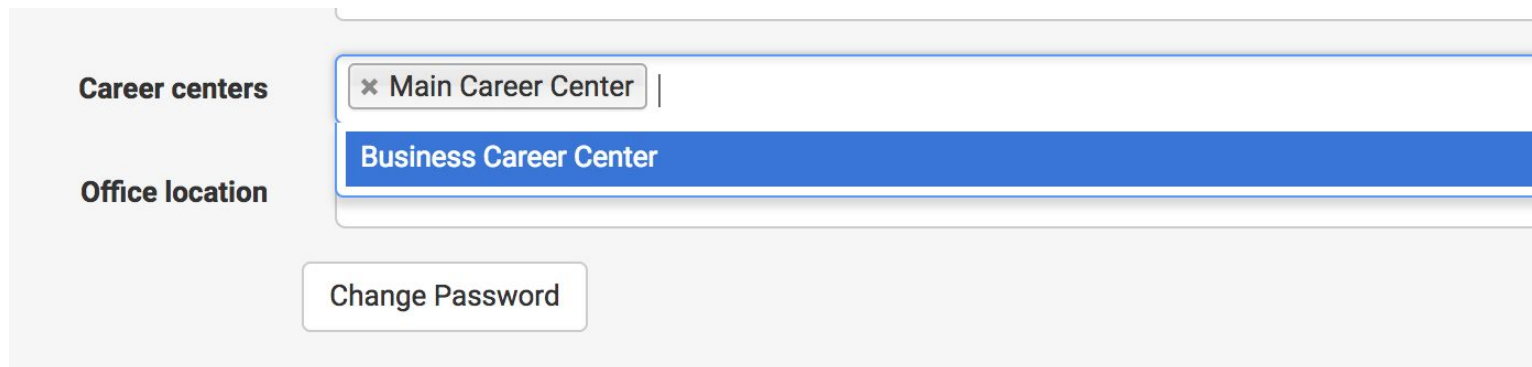 Career centers
× Main Career Center
Business Career Center
Office location
Change Password